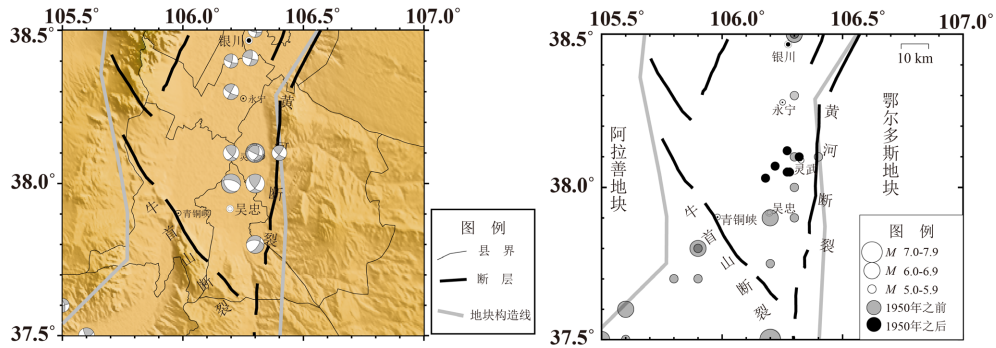 105.5° 106.0° 106.5° 107.0°
38.5°
38.0°
37.5°
银川
永宁
吴忠
青铜峡
黄
河
断
裂
牛
首
山
断
裂
图 例
县 界
断 层
地块构造线
105.5° 106.0° 106.5° 107.0°
38.5°
38.0°
37.5°
银川
10 km
永宁
灵武
吴忠
青铜峡
阿拉善地块
鄂尔多斯地块
黄
河
断
裂
牛
首
山
断
裂
图 例
M 7.0-7.9
M 6.0-6.9
M 5.0-5.9
1950年之前
1950年之后